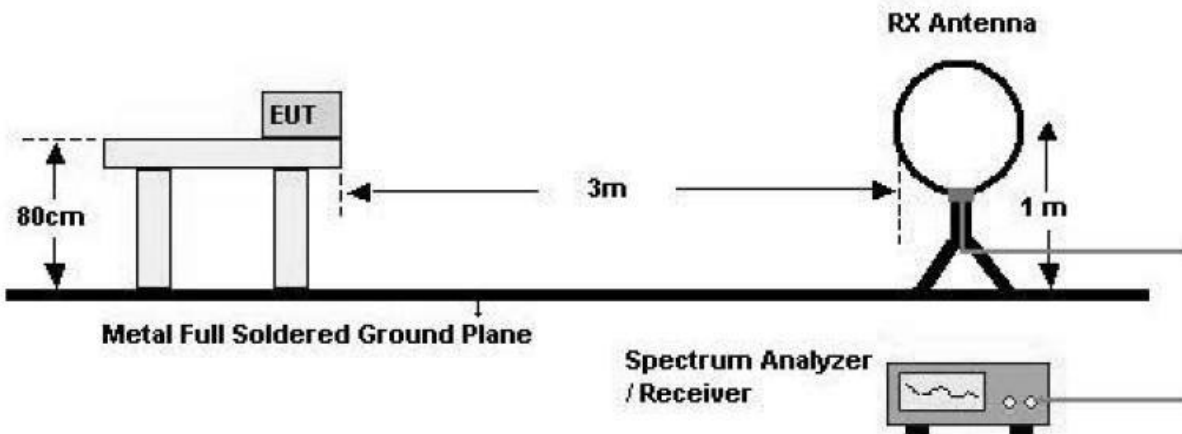 RX Antenna
EUT
3m
80cm
1 m
Metal Full Soldered Ground Plane
Spectrum Analyzer
/ Receiver